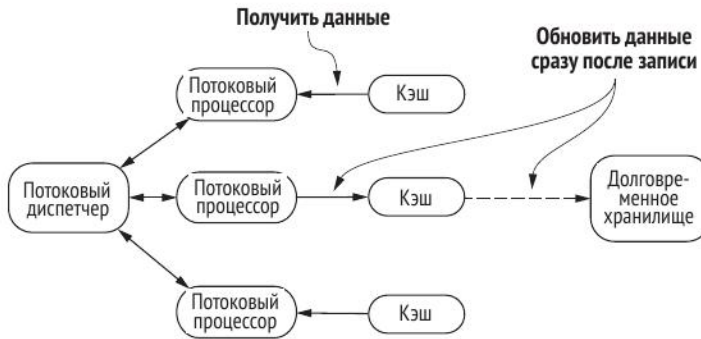 Получить данные
Обновить данные
сразу после записи
Потоковый
процессор
Кэш
Потоковый
диспетчер
Потоковый
процессор
Кэш
Долговре-
менное
хранилище
Потоковый
процессор
Кэш